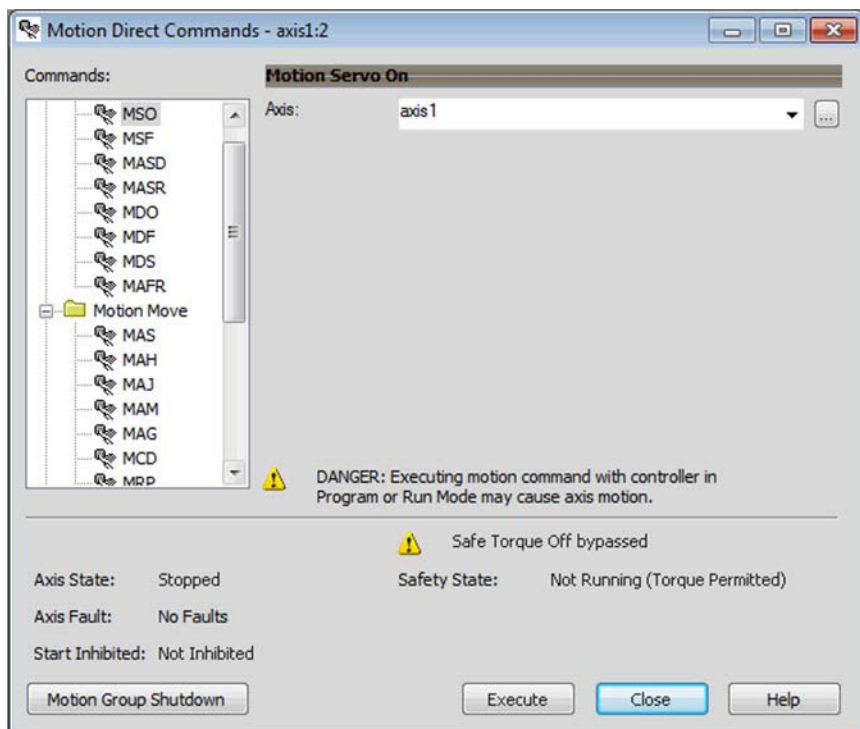 Motion Direct Commands - axis1:2
Commands:
Motion Servo On
MSO
MSF
MASD
MASR
MDO
MDF
MDS
MAFR
Motion Move
MAS
MAH
MAJ
MAM
MAG
MCD
MRP
Axis:
axis1
...
DANGER: Executing motion command with controller in
Program or Run Mode may cause axis motion.
Safe Torque Off bypassed
Axis State: Stopped
Safety State: Not Running (Torque Permitted)
Axis Fault: No Faults
Start Inhibited: Not Inhibited
Motion Group Shutdown
Execute
Close
Help